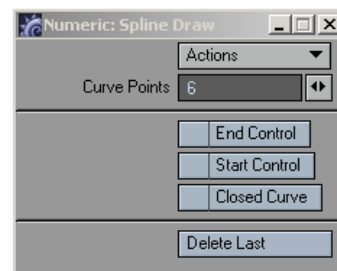 Numeric: Spline Draw
Actions
Curve Points 6
End Control
Start Control
Closed Curve
Delete Last